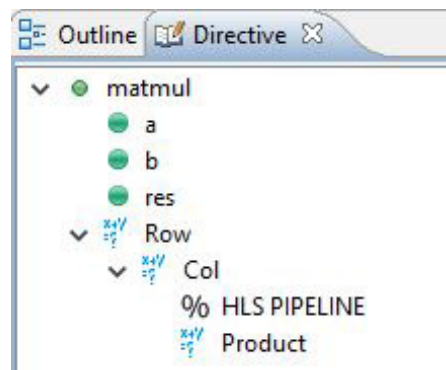 Outline Directive
matmul
a
b
res
Row
Col
% HLS PIPELINE
Product